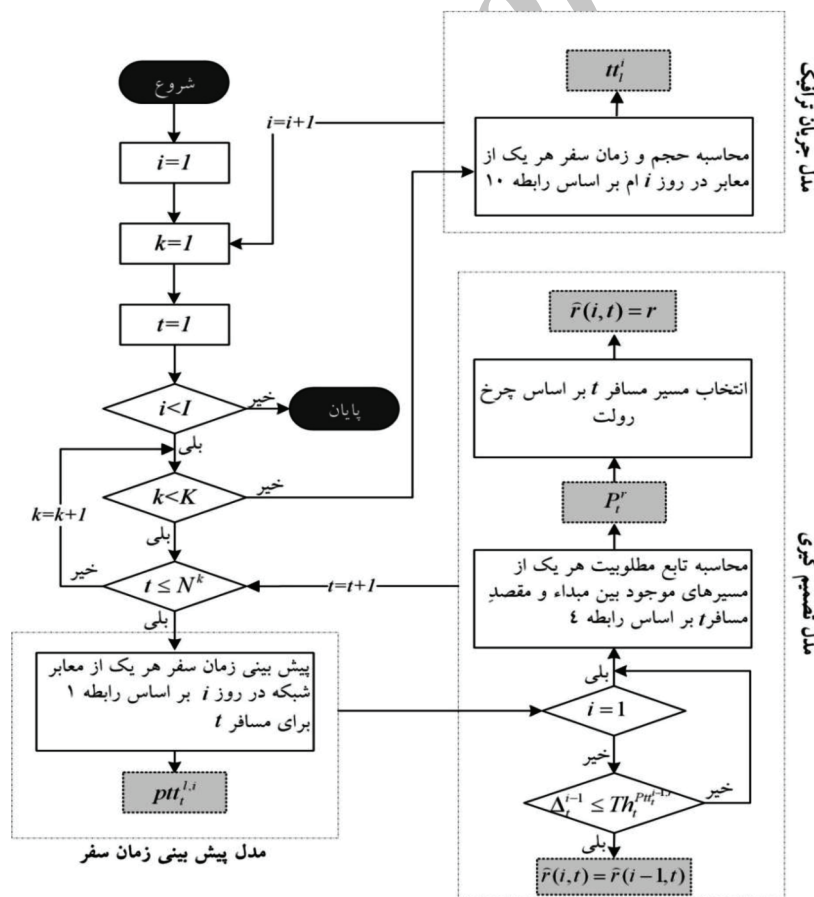 شروع
i=1
k=1
t=1
i<I
خیر
پایان
بلی
k<K
خیر
بلی
k=k+1
t ≤ N^k
خیر
بلی
t=t+1
i=i+1
پیش بینی زمان سفر هر یک از معابر
شبکه در روز i بر اساس رابطه ۱
برای مسافر t
ptt_t^{l,i}
مدل پیش بینی زمان سفر
tt_l^i
محاسبه حجم و زمان سفر هر یک از
معابر در روز i ام بر اساس رابطه ۱۰
مدل جریان ترافیک
r̂(i,t) = r
انتخاب مسیر مسافر t بر اساس چرخ
رولت
P_t^r
محاسبه تابع مطلوبیت هر یک از
مسیرهای موجود بین مبداء و مقصدِ
مسافر t بر اساس رابطه ٤
بلی
i = 1
خیر
Δ_t^{i-1} ≤ Th_t^{Ptt_t^{i-1,i}}
خیر
بلی
r̂(i,t) = r̂(i−1,t)
مدل تصمیم گیری